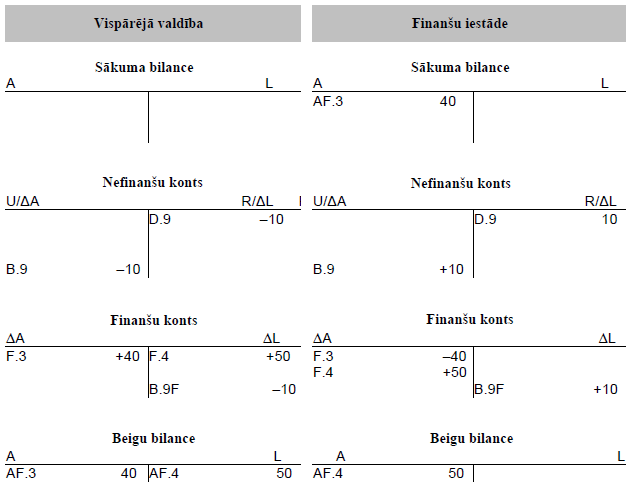 Vispārējā valdība
Sākuma bilance
A L
Nefinanšu konts
U/ΔA R/ΔL
D.9 –10
B.9 –10
Finanšu konts
ΔA ΔL
F.3 +40 F.4 +50
B.9F –10
Beigu bilance
A L
AF.3 40 AF.4 50
Finanšu iestāde
Sākuma bilance
A L
AF.3 40
Nefinanšu konts
U/ΔA R/ΔL
D.9 10
B.9 +10
Finanšu konts
ΔA ΔL
F.3 –40
F.4 +50
B.9F +10
Beigu bilance
A L
AF.4 50